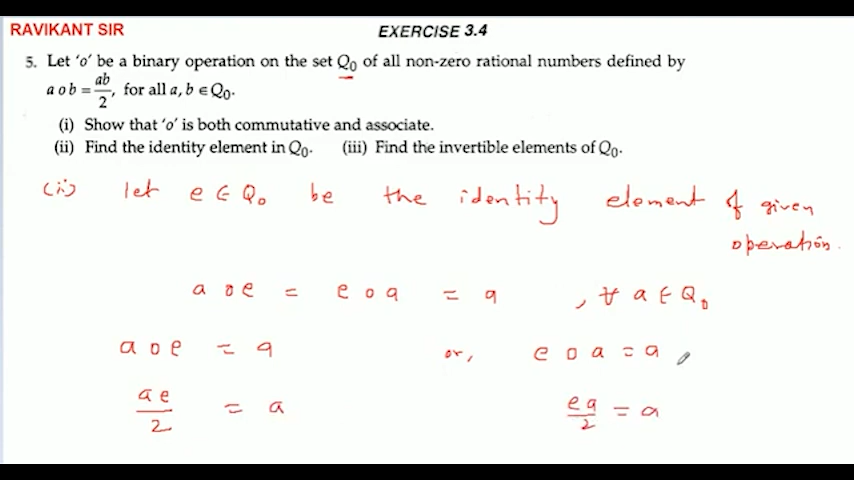 RAVIKANT SIR
EXERCISE 3.4
5. Let 'o' be a binary operation on the set Q₀ of all non-zero rational numbers defined by
a o b = ab/2, for all a, b ∈ Q₀.
(i) Show that 'o' is both commutative and associate.
(ii) Find the identity element in Q₀. (iii) Find the invertible elements of Q₀.
(ii) let e ∈ Q₀ be the identity element of given
operation.
a o e = e o a = a , ∀ a ∈ Q₀
a o e = a or, e o a = a
ae/2 = a ea/2 = a